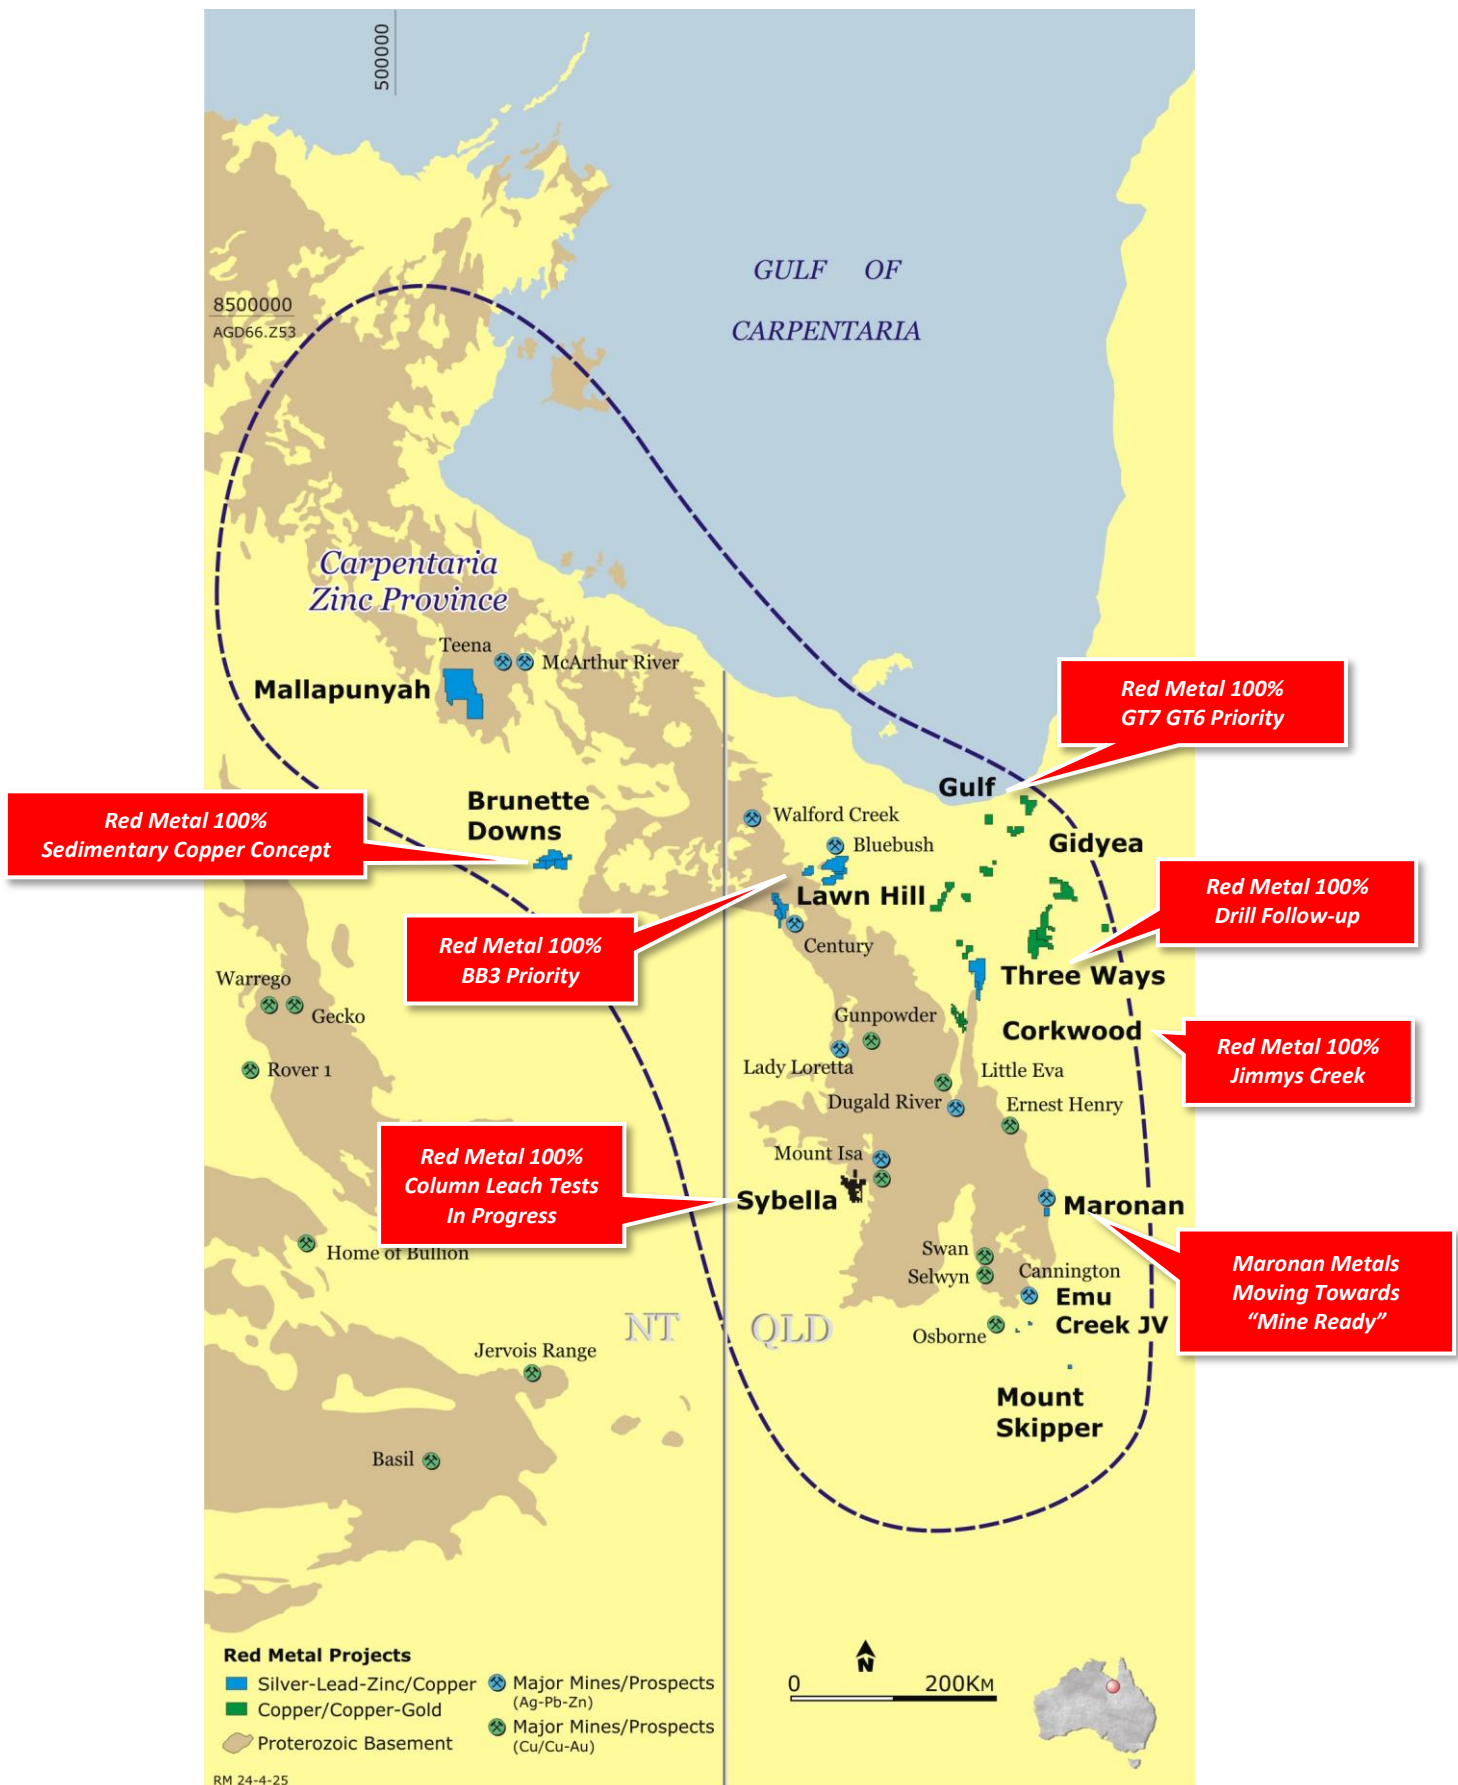 500000
GULF OF
CARPENTARIA
8500000
AGD66.Z53
Carpentaria
Zinc Province
Teena
McArthur River
Mallapunyah
Red Metal 100%
GT7 GT6 Priority
Gulf
Brunette
Downs
Red Metal 100%
Sedimentary Copper Concept
Walford Creek
Bluebush
Gidyea
Lawn Hill
Red Metal 100%
Drill Follow-up
Red Metal 100%
BB3 Priority
Century
Three Ways
Warrego
Gecko
Gunpowder
Corkwood
Red Metal 100%
Jimmys Creek
Rover 1
Lady Loretta
Little Eva
Dugald River
Ernest Henry
Red Metal 100%
Column Leach Tests
In Progress
Mount Isa
Sybella
Maronan
Home of Bullion
Swan
Selwyn
Cannington
Maronan Metals
Moving Towards
“Mine Ready”
Emu
Creek JV
NT QLD
Osborne
Jervois Range
Mount
Skipper
Basil
Red Metal Projects
Silver-Lead-Zinc/Copper
Copper/Copper-Gold
Proterozoic Basement
Major Mines/Prospects
(Ag-Pb-Zn)
Major Mines/Prospects
(Cu/Cu-Au)
N
0 200KM
RM 24-4-25